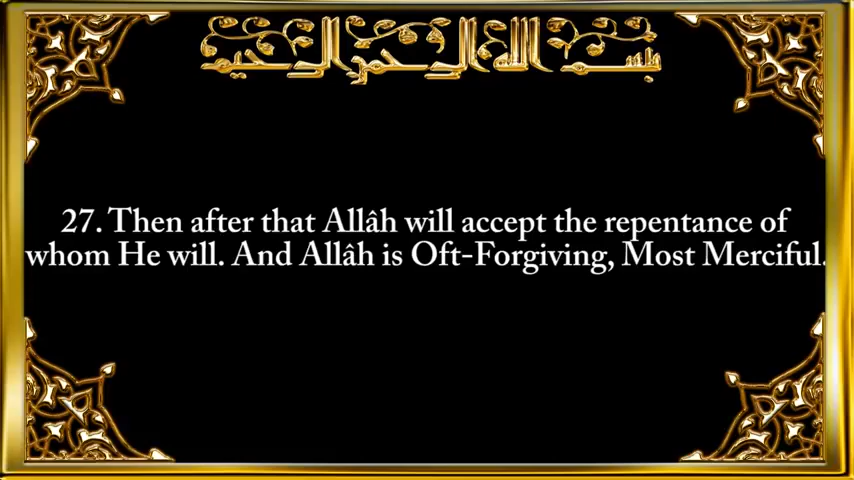 بسم الله الرحمن الرحيم
27. Then after that Allâh will accept the repentance of
whom He will. And Allâh is Oft-Forgiving, Most Merciful.